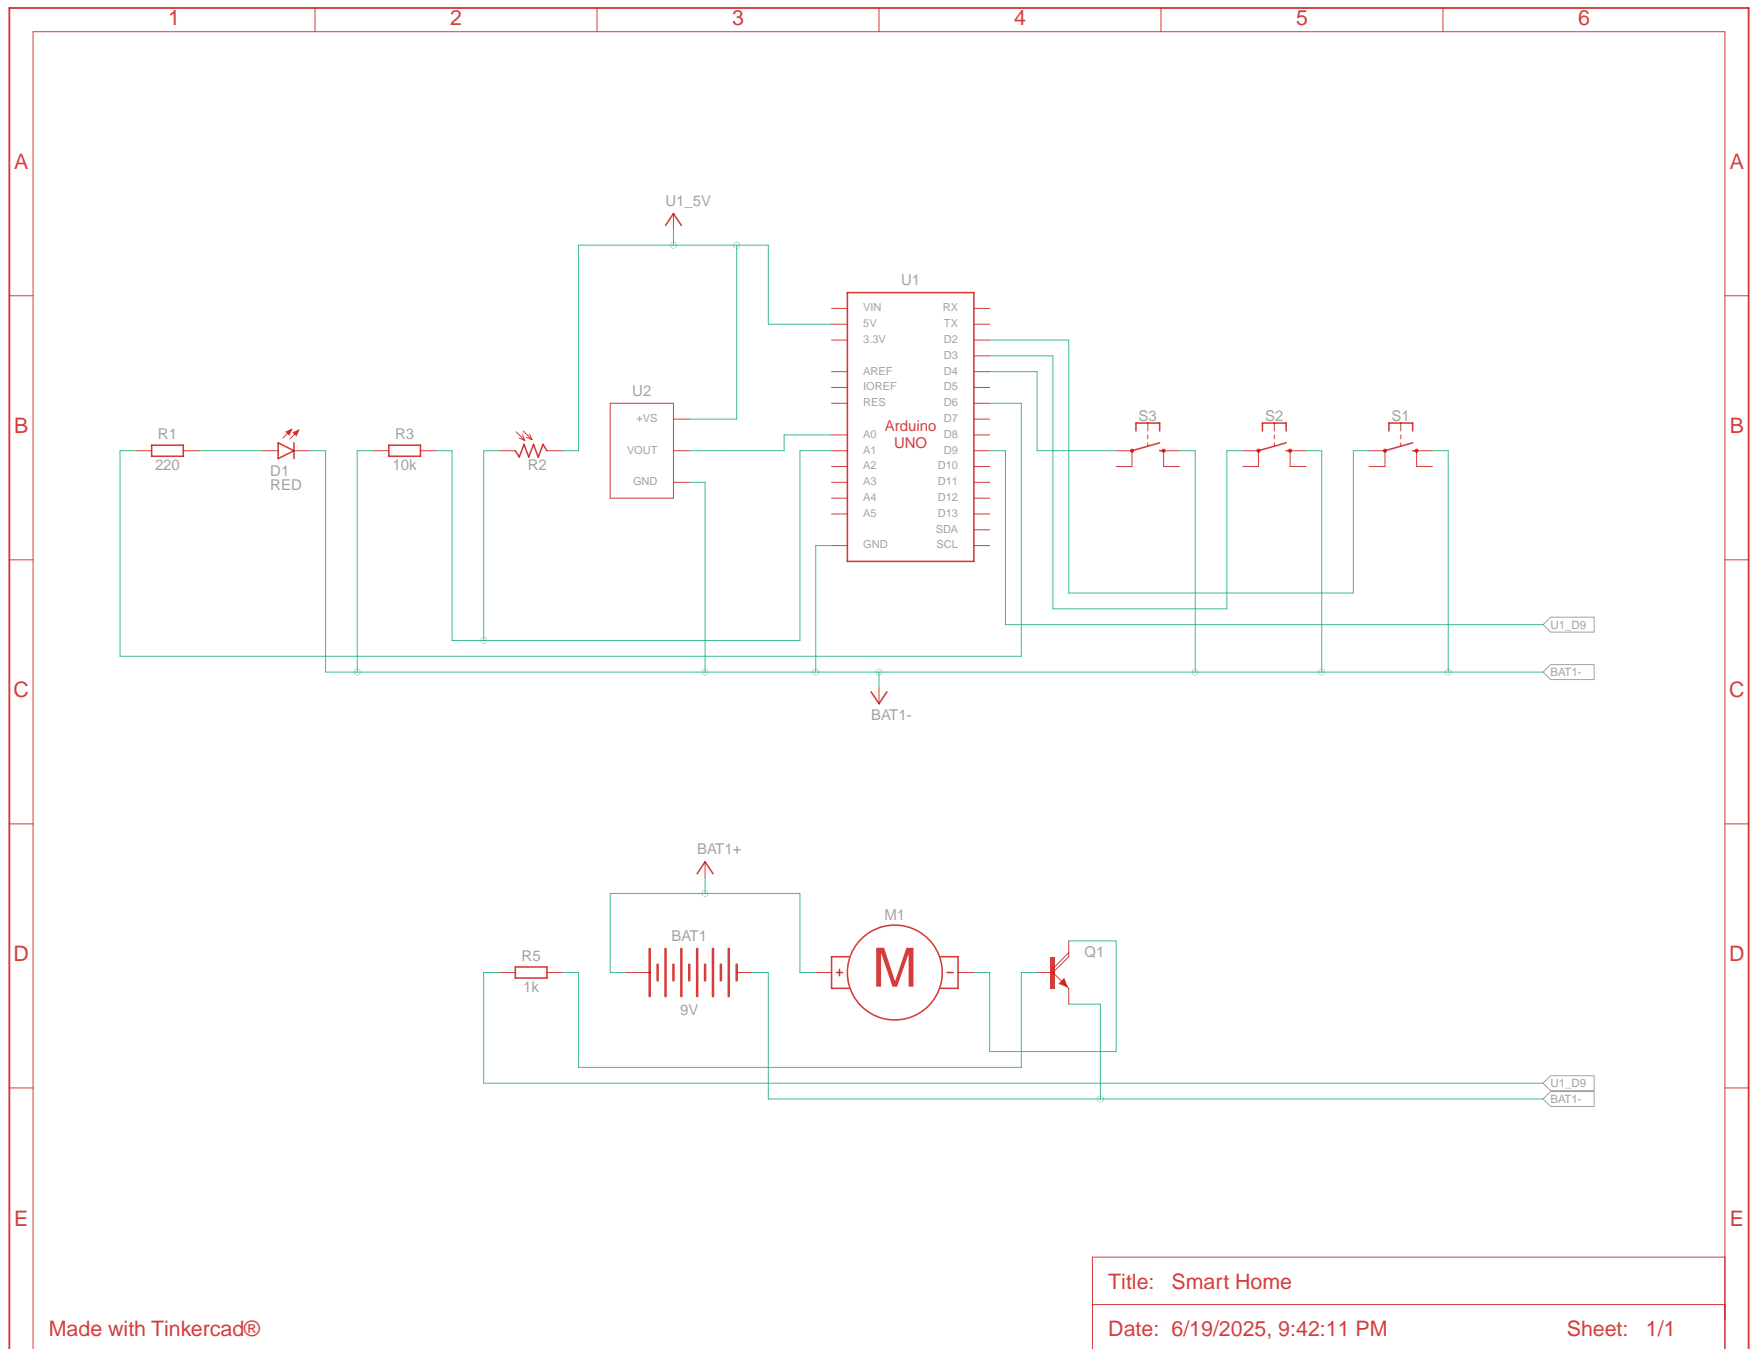 1 2 3 4 5 6
A A
U1_5V
U1
VIN RX
5V TX
3.3V D2
D3
AREF D4
IOREF D5
RES D6
D7
A0 D8
A1 D9
A2 D10
A3 D11
A4 D12
A5 D13
SDA
GND SCL
Arduino
UNO
U2
+VS
VOUT
GND
B B
R1
220
D1
RED
R3
10k
R2
S3 S2 S1
U1_D9
BAT1-
C C
BAT1-
BAT1+
M1
BAT1
9V
M
+ -
Q1
D D
R5
1k
U1_D9
BAT1-
E E
Title: Smart Home
Made with Tinkercad®
Date: 6/19/2025, 9:42:11 PM Sheet: 1/1